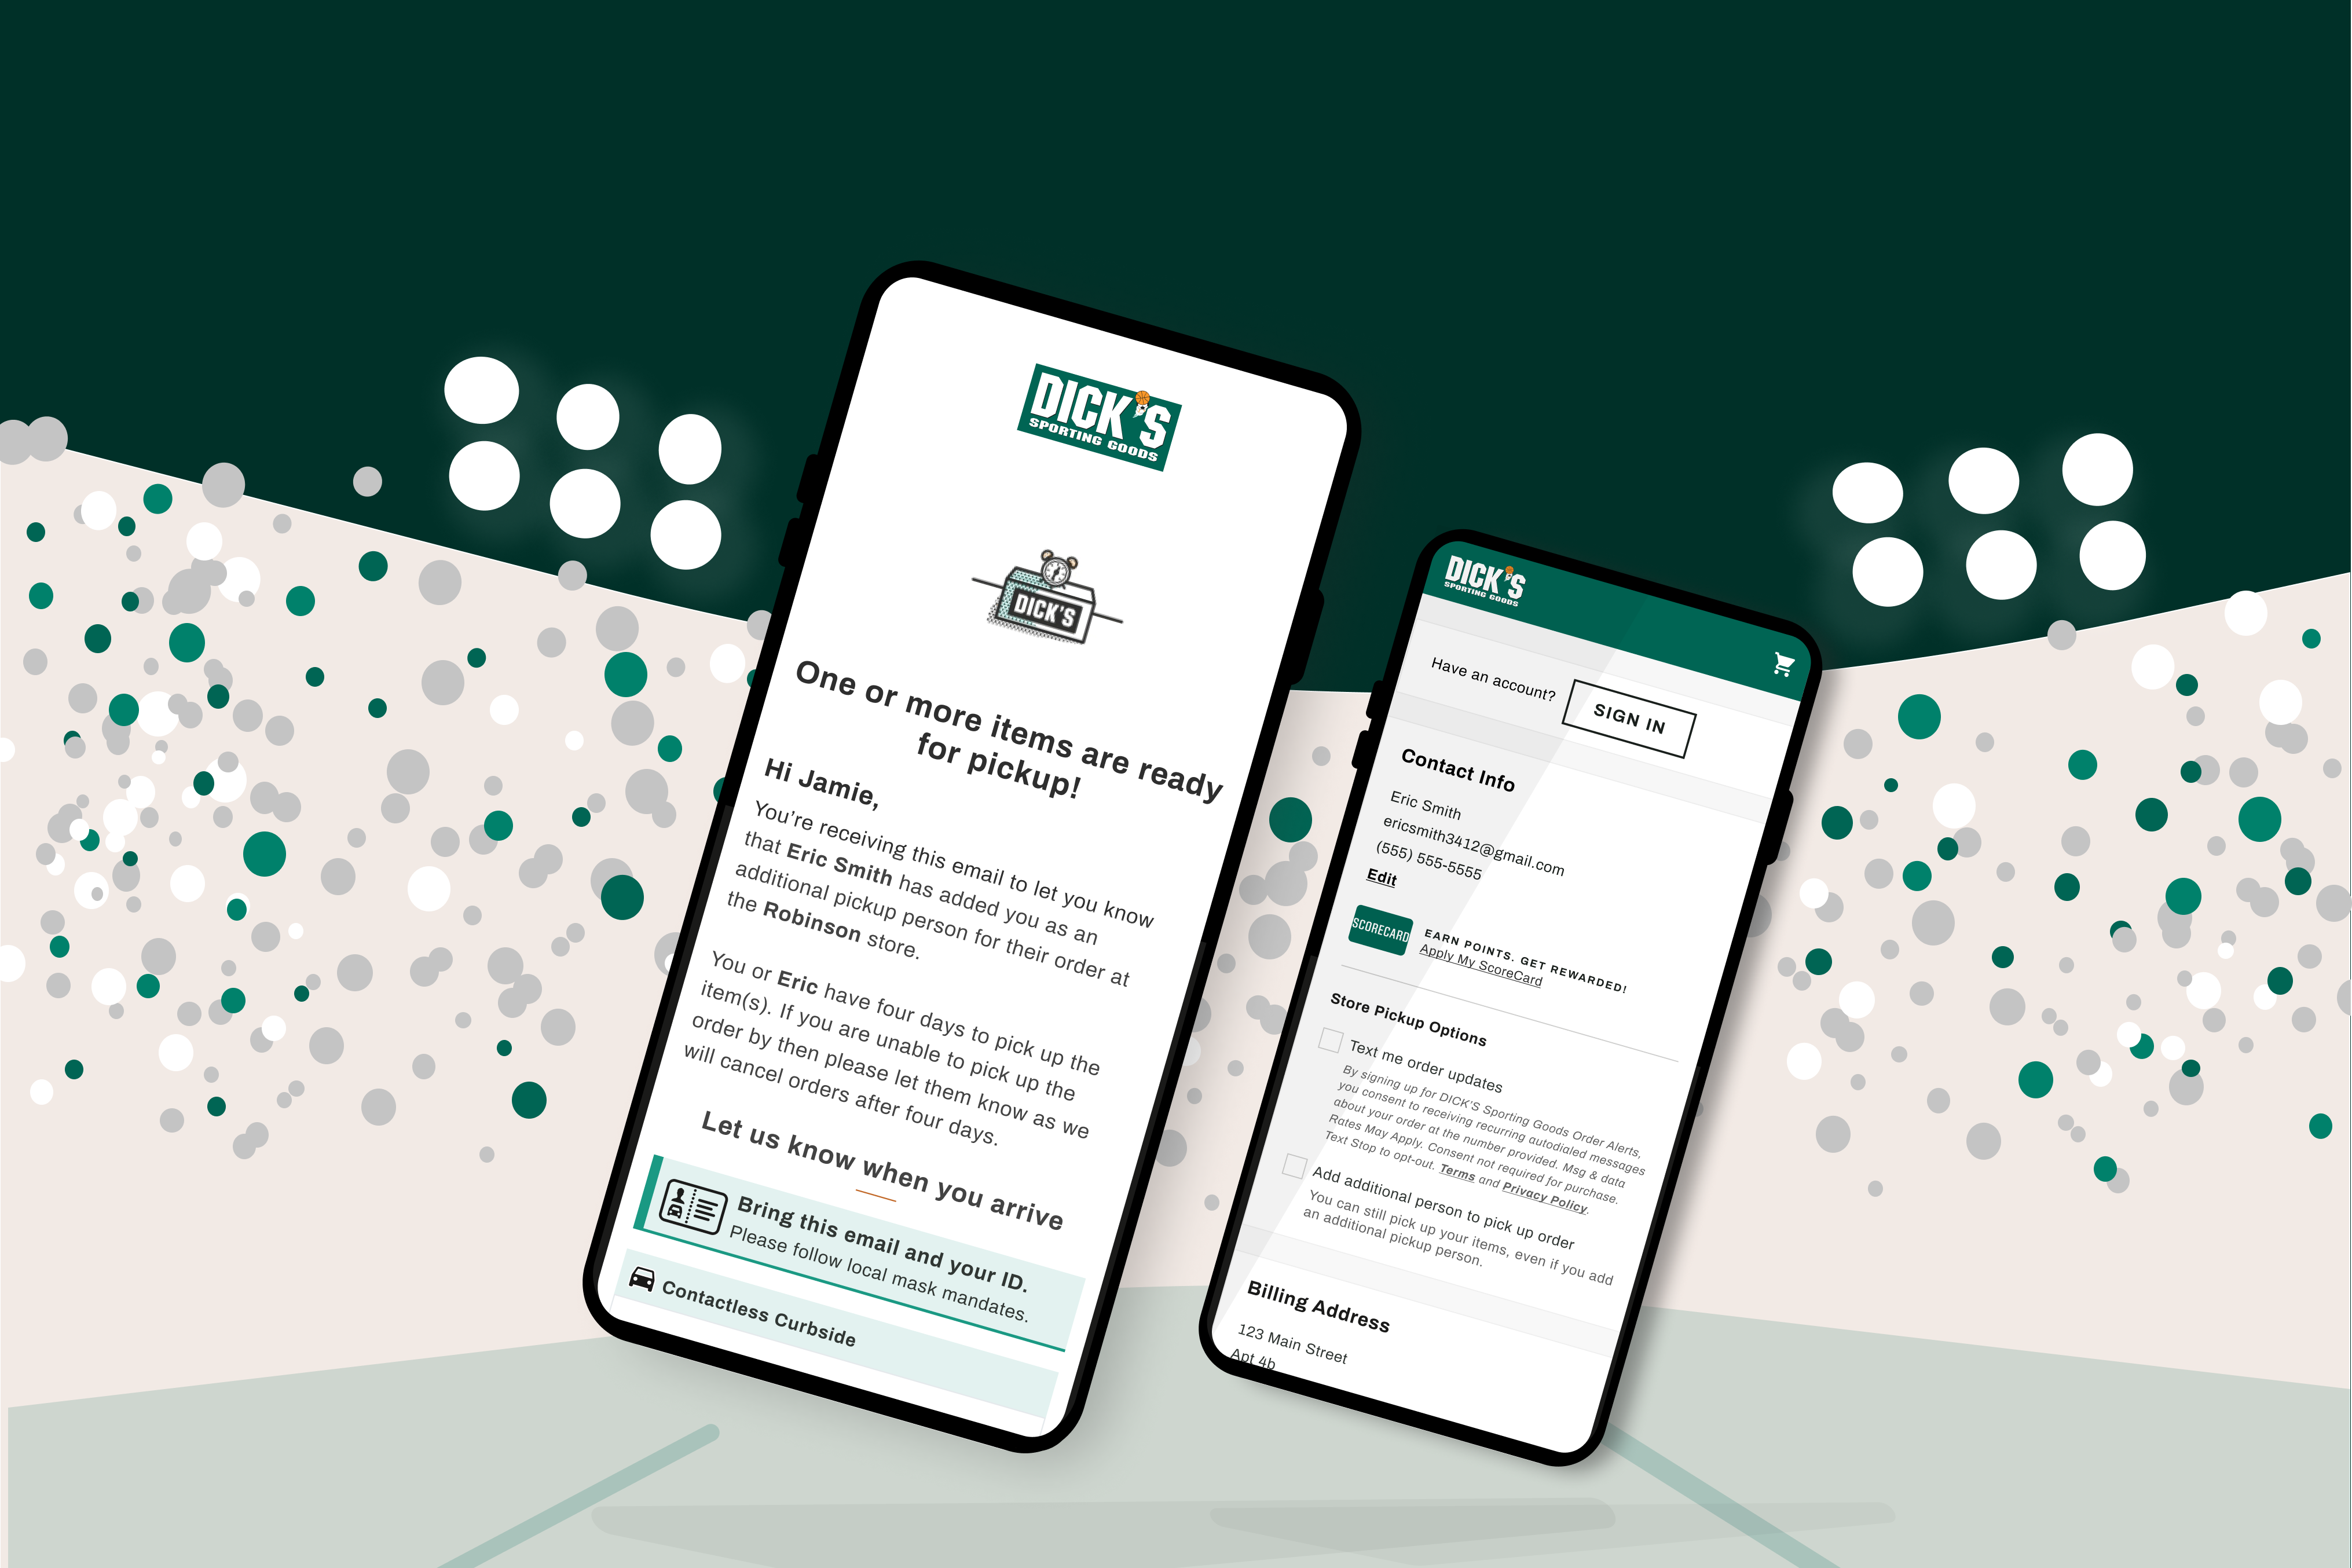 DICK'S
SPORTING GOODS
DICK'S
One or more items are ready
for pickup!
Hi Jamie,
You’re receiving this email to let you know
that Eric Smith has added you as an
additional pickup person for their order at
the Robinson store.
You or Eric have four days to pick up the
item(s). If you are unable to pick up the
order by then please let them know as we
will cancel orders after four days.
Let us know when you arrive
Bring this email and your ID.
Please follow local mask mandates.
Contactless Curbside
DICK'S
SPORTING GOODS
Have an account?
SIGN IN
Contact Info
Eric Smith
ericsmith3412@gmail.com
(555) 555-5555
Edit
SCORECARD
EARN POINTS. GET REWARDED!
Apply My ScoreCard
Store Pickup Options
Text me order updates
By signing up for DICK'S Sporting Goods Order Alerts,
you consent to receiving recurring autodialed messages
about your order at the number provided. Msg & data
Rates May Apply. Consent not required for purchase.
Text Stop to opt-out. Terms and Privacy Policy.
Add additional person to pick up order
You can still pick up your items, even if you add
an additional pickup person.
Billing Address
123 Main Street
Apt 4b